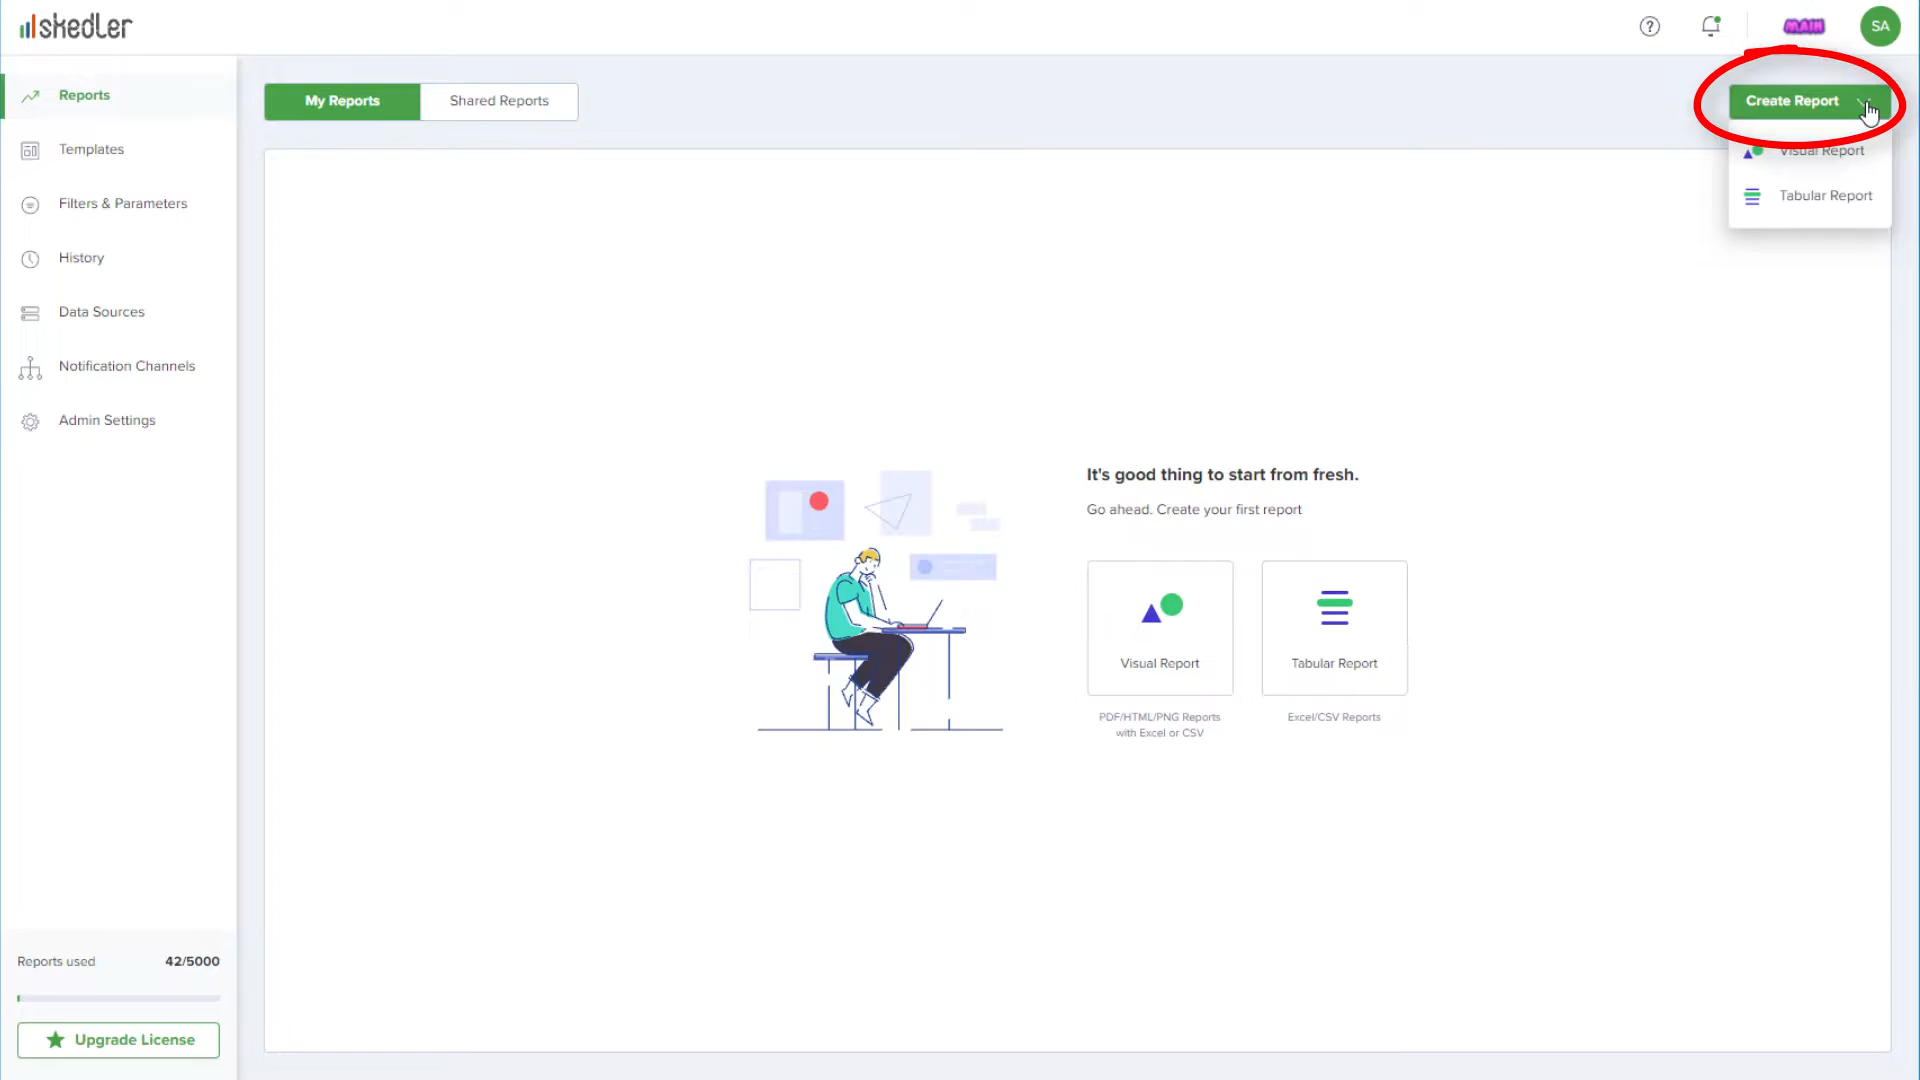 skedler
?
MAIN
SA
Reports
Templates
Filters & Parameters
History
Data Sources
Notification Channels
Admin Settings
My Reports
Shared Reports
Create Report
Visual Report
Tabular Report
It's good thing to start from fresh.
Go ahead. Create your first report
Visual Report
Tabular Report
PDF/HTML/PNG Reports
with Excel or CSV
Excel/CSV Reports
Reports used
42/5000
Upgrade License